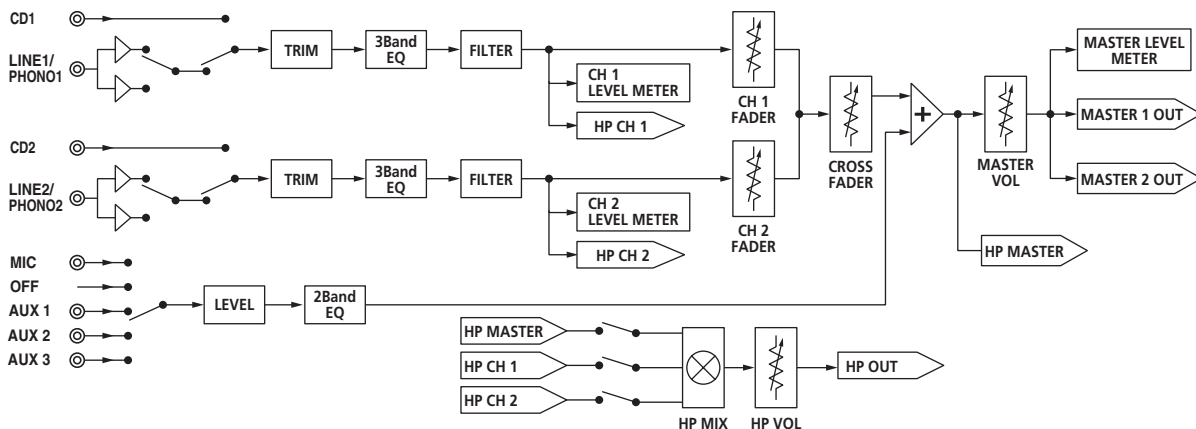 CD1
LINE1/
PHONO1
TRIM
3Band
EQ
FILTER
CH 1
LEVEL METER
HP CH 1
CH 1
FADER
CD2
LINE2/
PHONO2
TRIM
3Band
EQ
FILTER
CH 2
LEVEL METER
HP CH 2
CH 2
FADER
CROSS
FADER
+
MASTER
VOL
MASTER LEVEL
METER
MASTER 1 OUT
MASTER 2 OUT
HP MASTER
MIC
OFF
AUX 1
AUX 2
AUX 3
LEVEL
2Band
EQ
HP MASTER
HP CH 1
HP CH 2
HP MIX
HP VOL
HP OUT